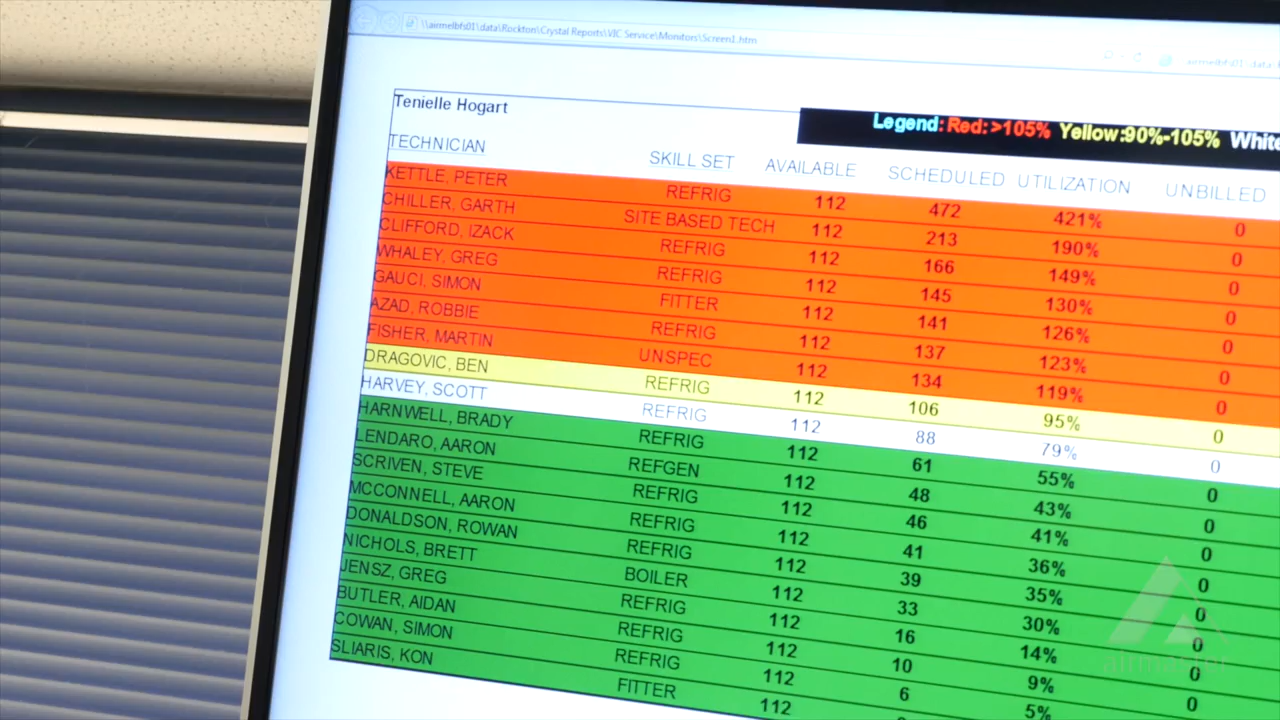 \\airmelbfs01\data\Rockton\Crystal Reports\VIC Service\Monitors\Screen1.htm
airmelbfs01\data
Tenielle Hogart
Legend: Red: >105% Yellow:90%-105% White
TECHNICIAN SKILL SET AVAILABLE SCHEDULED UTILIZATION UNBILLED
KETTLE, PETER REFRIG 112 472 421% 0
CHILLER, GARTH SITE BASED TECH 112 213 190% 0
CLIFFORD, IZACK REFRIG 112 166 149% 0
WHALEY, GREG REFRIG 112 145 130% 0
GAUCI, SIMON FITTER 112 141 126% 0
AZAD, ROBBIE REFRIG 112 137 123% 0
FISHER, MARTIN UNSPEC 112 134 119% 0
DRAGOVIC, BEN REFRIG 112 106 95% 0
HARVEY, SCOTT REFRIG 112 88 79% 0
HARNWELL, BRADY REFRIG 112 61 55% 0
LENDARO, AARON REFGEN 112 48 43% 0
SCRIVEN, STEVE REFRIG 112 46 41% 0
MCCONNELL, AARON REFRIG 112 41 36% 0
DONALDSON, ROWAN REFRIG 112 39 35% 0
NICHOLS, BRETT BOILER 112 33 30% 0
JENSZ, GREG REFRIG 112 16 14% 0
BUTLER, AIDAN REFRIG 112 10 9% 0
COWAN, SIMON REFRIG 112 6 5%
SLIARIS, KON FITTER 112
airmaster